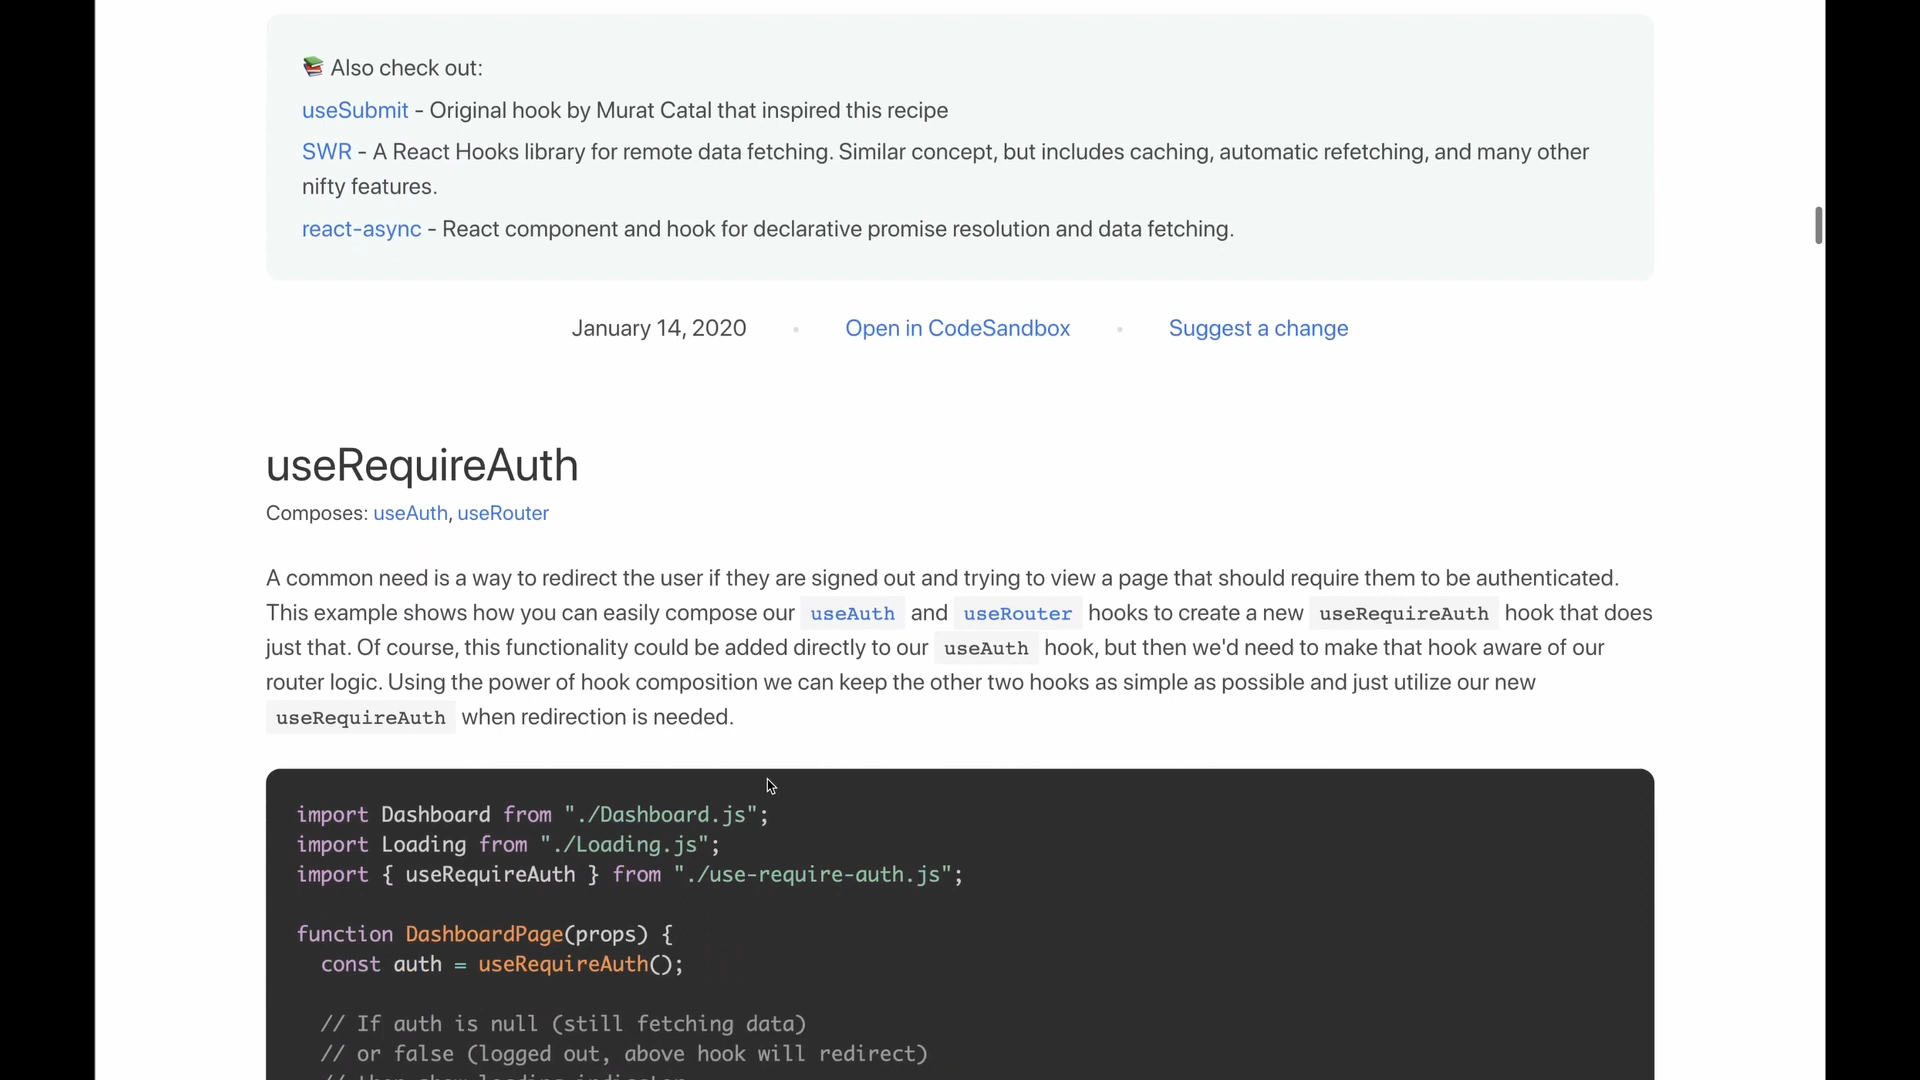 📚 Also check out:
useSubmit - Original hook by Murat Catal that inspired this recipe
SWR - A React Hooks library for remote data fetching. Similar concept, but includes caching, automatic refetching, and many other
nifty features.
react-async - React component and hook for declarative promise resolution and data fetching.
January 14, 2020 • Open in CodeSandbox • Suggest a change
useRequireAuth
Composes: useAuth, useRouter
A common need is a way to redirect the user if they are signed out and trying to view a page that should require them to be authenticated.
This example shows how you can easily compose our useAuth and useRouter hooks to create a new useRequireAuth hook that does
just that. Of course, this functionality could be added directly to our useAuth hook, but then we'd need to make that hook aware of our
router logic. Using the power of hook composition we can keep the other two hooks as simple as possible and just utilize our new
useRequireAuth when redirection is needed.
import Dashboard from "./Dashboard.js";
import Loading from "./Loading.js";
import { useRequireAuth } from "./use-require-auth.js";
function DashboardPage(props) {
const auth = useRequireAuth();
// If auth is null (still fetching data)
// or false (logged out, above hook will redirect)